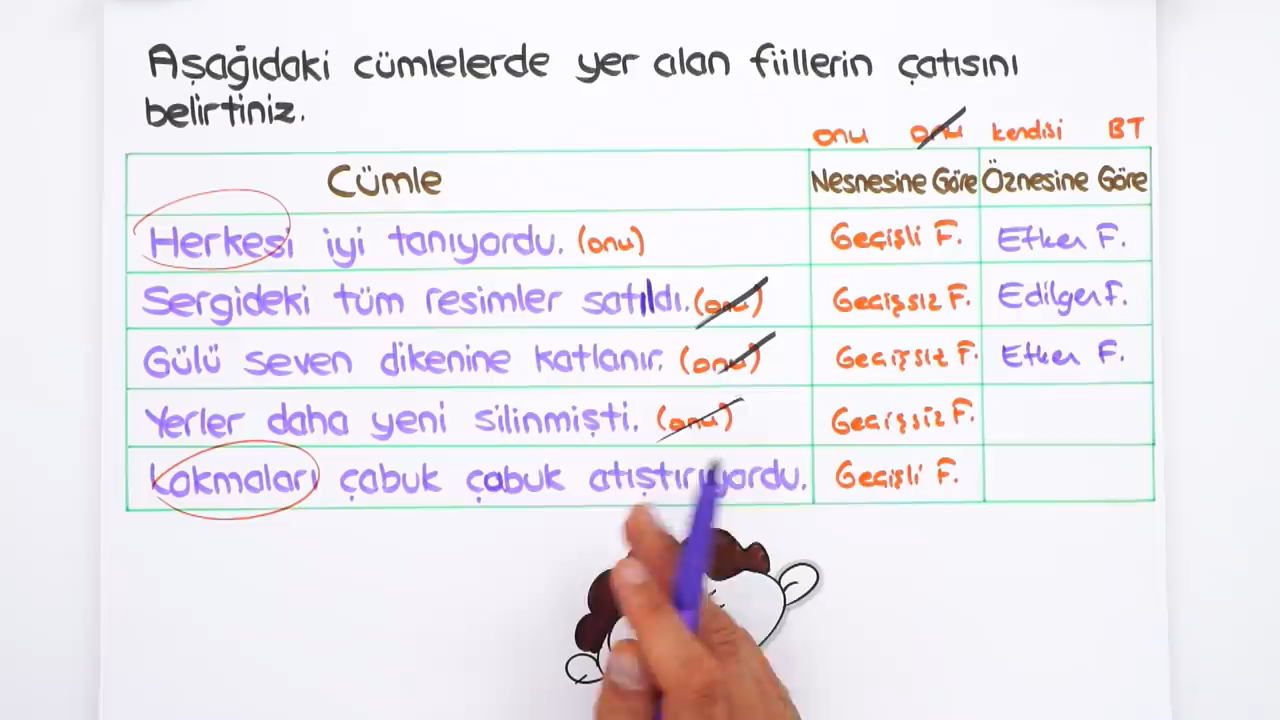 Aşağıdaki cümlelerde yer alan fiillerin çatısını
belirtiniz.
onu onu kendisi BT
Cümle Nesnesine Göre Öznesine Göre
Herkesi iyi tanıyordu. (onu) Geçişli F. Etken F.
Sergideki tüm resimler satıldı. (onu) Geçişsiz F. Edilgen F.
Gülü seven dikenine katlanır. (onu) Geçişsiz F. Etken F.
Yerler daha yeni silinmişti. (onu) Geçişsiz F.
Lokmaları çabuk çabuk atıştırıyordu. Geçişli F.